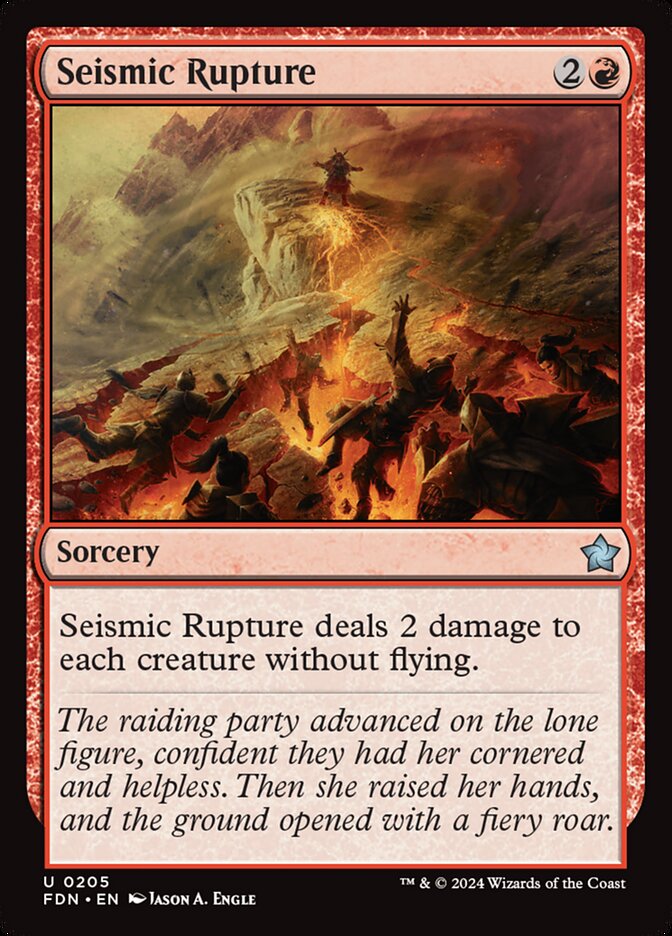 Seismic Rupture 2
Sorcery
Seismic Rupture deals 2 damage to
each creature without flying.
The raiding party advanced on the lone
figure, confident they had her cornered
and helpless. Then she raised her hands,
and the ground opened with a fiery roar.
U 0205
FDN • EN Jason A. Engle
™ & © 2024 Wizards of the Coast